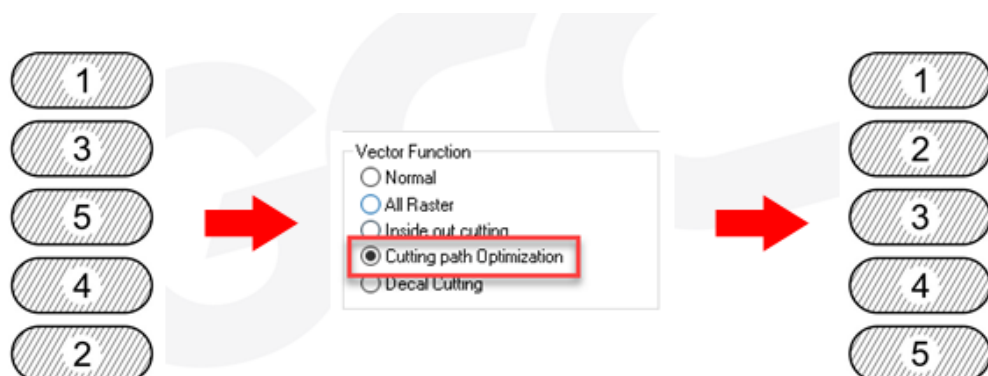 1
3
5
4
2
Vector Function
Normal
All Raster
Inside out cutting
Cutting path Optimization
Decal Cutting
1
2
3
4
5